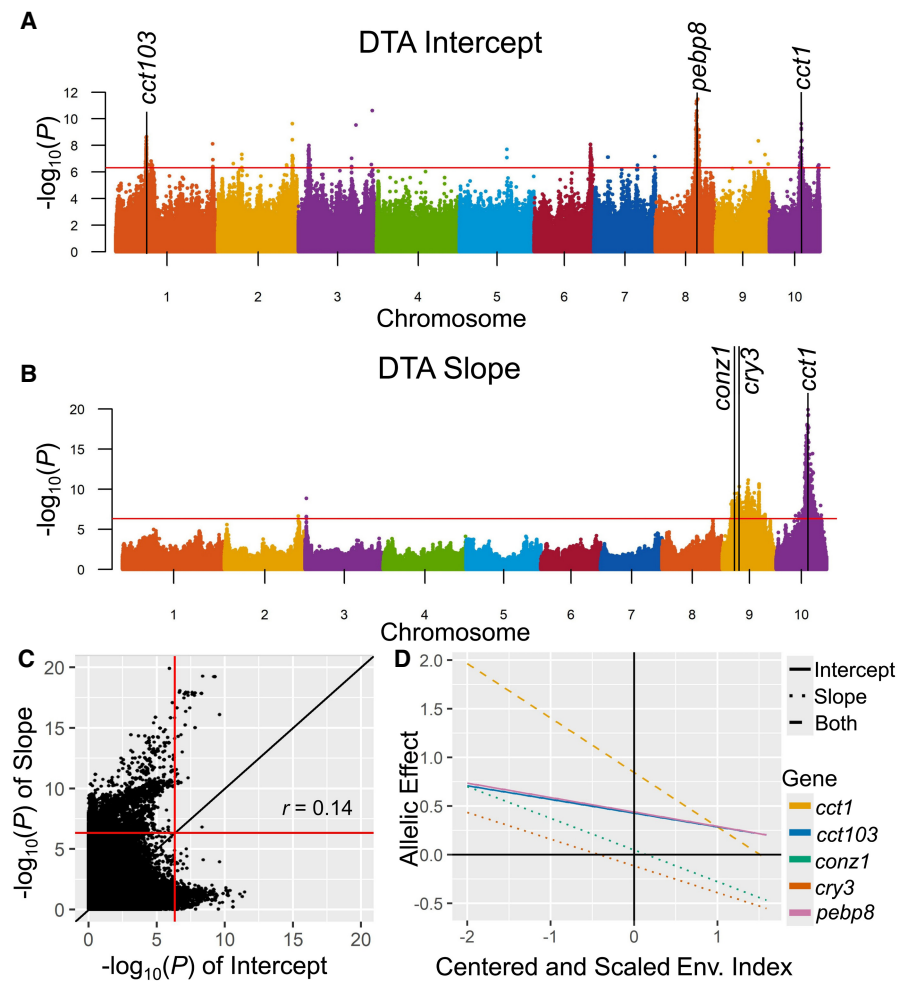 A
DTA Intercept
cct103
pebp8
cct1
-log10(P)
12
10
8
6
4
2
0
1 2 3 4 5 6 7 8 9 10
Chromosome
B
DTA Slope
conz1
cry3
cct1
-log10(P)
20
15
10
5
0
1 2 3 4 5 6 7 8 9 10
Chromosome
C
-log10(P) of Slope
20
15
10
5
0
r = 0.14
0 5 10 15 20
-log10(P) of Intercept
D
Allelic Effect
2.0
1.5
1.0
0.5
0.0
-0.5
-2 -1 0 1
Centered and Scaled Env. Index
Intercept
Slope
Both
Gene
cct1
cct103
conz1
cry3
pebp8